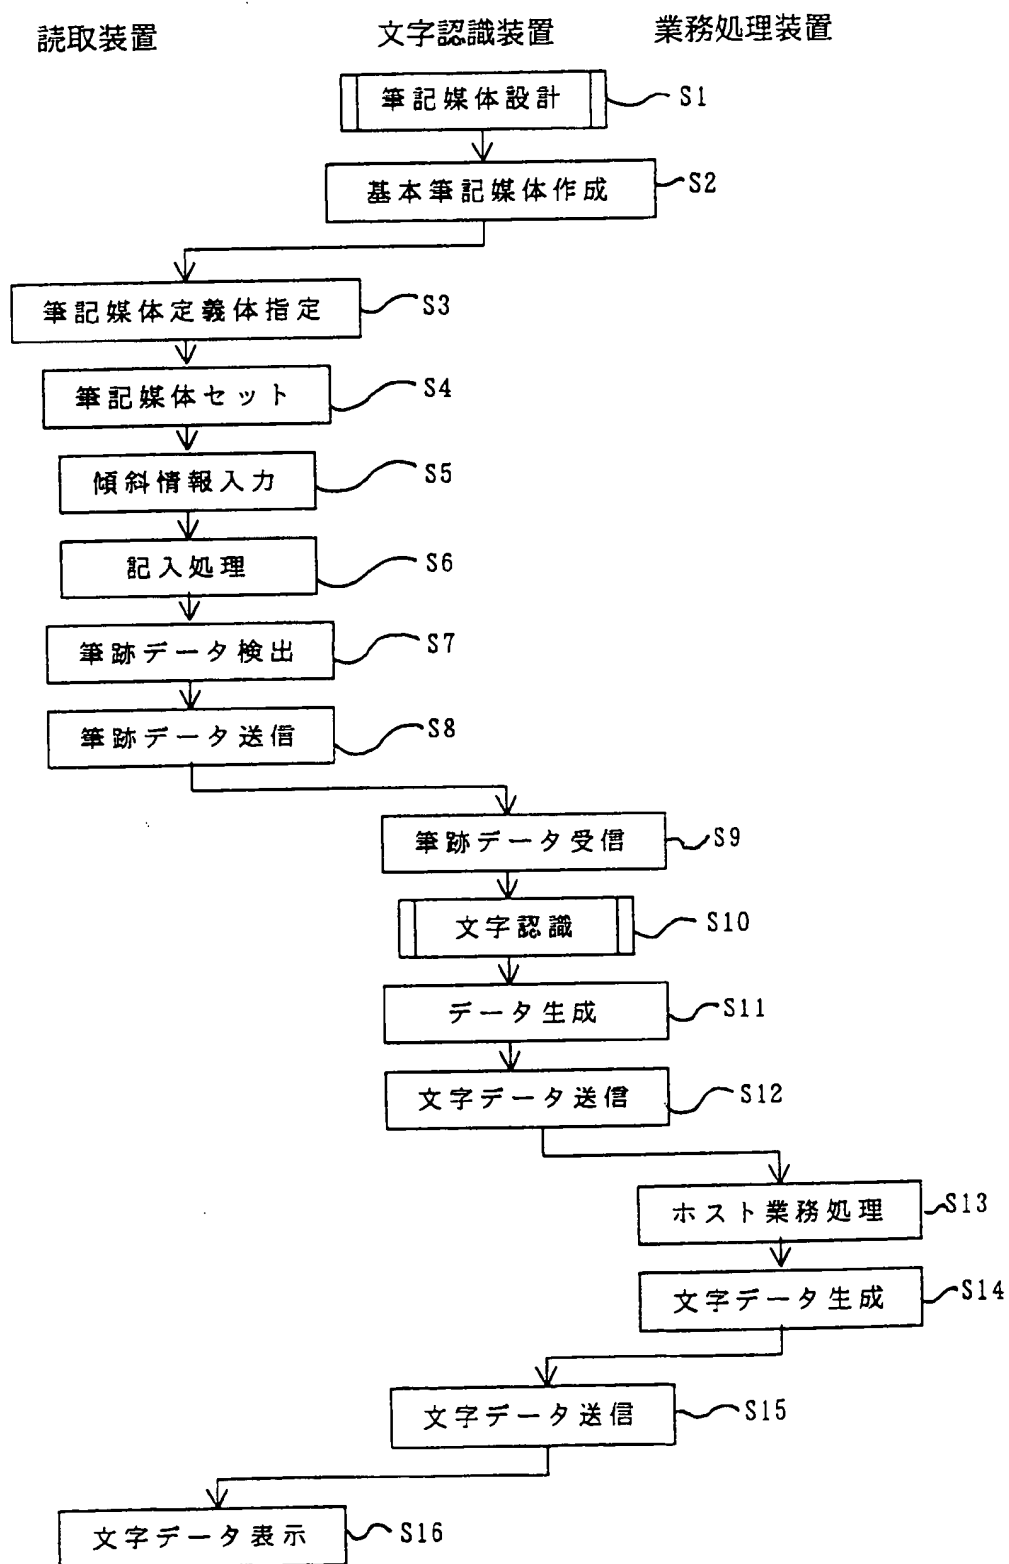 読取装置 文字認識装置 業務処理装置
筆記媒体設計 S1
基本筆記媒体作成 S2
筆記媒体定義体指定 S3
筆記媒体セット S4
傾斜情報入力 S5
記入処理 S6
筆跡データ検出 S7
筆跡データ送信 S8
筆跡データ受信 S9
文字認識 S10
データ生成 S11
文字データ送信 S12
ホスト業務処理 S13
文字データ生成 S14
文字データ送信 S15
文字データ表示 S16